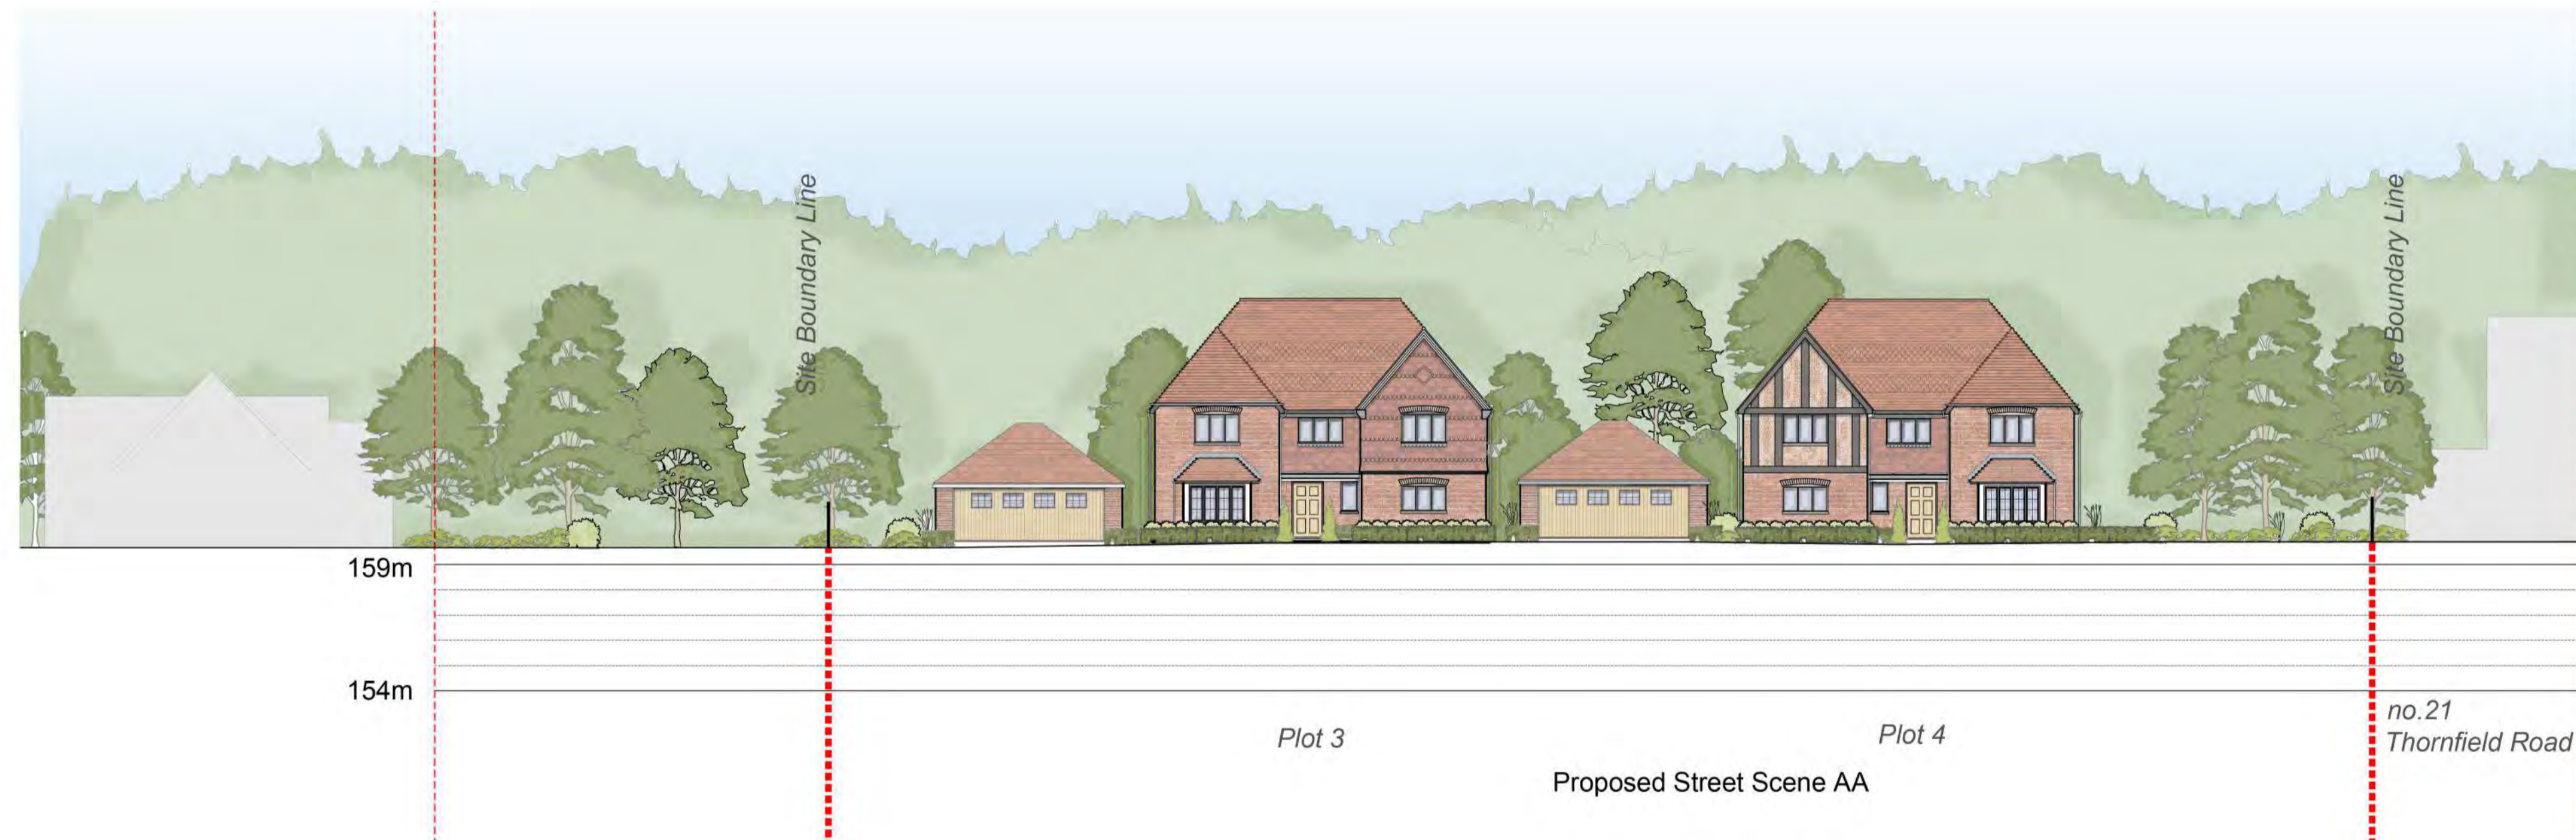 Site Boundary Line
Site Boundary Line
159m
154m
Plot 3
Plot 4
no.21
Thornfield Road
Proposed Street Scene AA